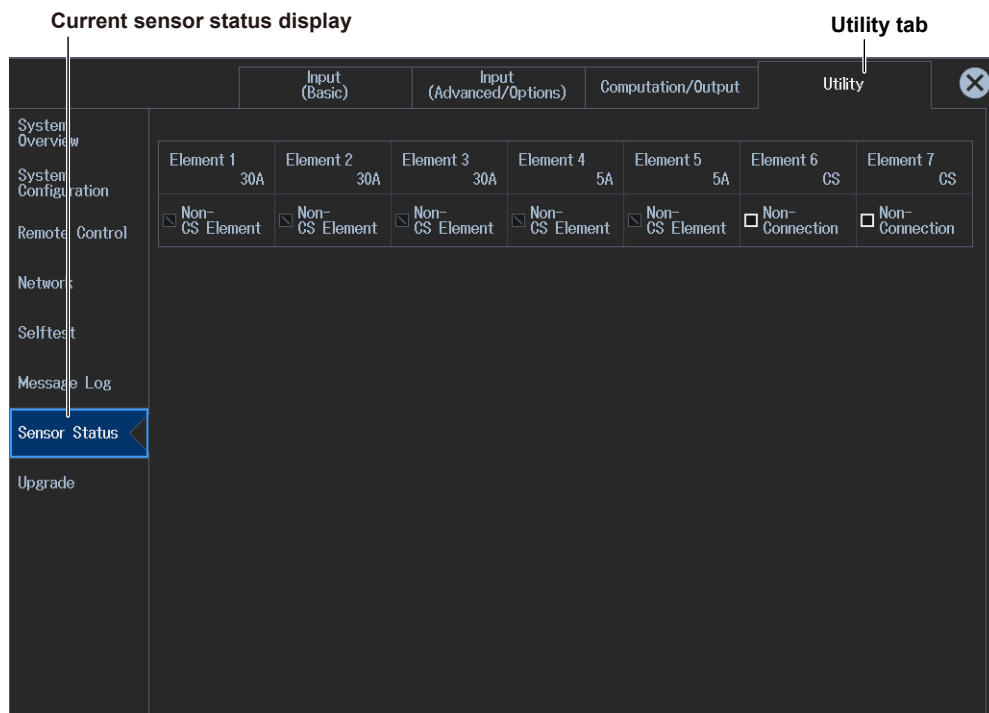 Current sensor status display
Utility tab
Input
(Basic)
Input
(Advanced/Options)
Computation/Output
Utility
System
Overview
System
Configuration
Remote Control
Network
Selftest
Message Log
Sensor Status
Upgrade
Element 1
30A
Element 2
30A
Element 3
30A
Element 4
5A
Element 5
5A
Element 6
CS
Element 7
CS
Non-
CS Element
Non-
CS Element
Non-
CS Element
Non-
CS Element
Non-
CS Element
Non-
Connection
Non-
Connection